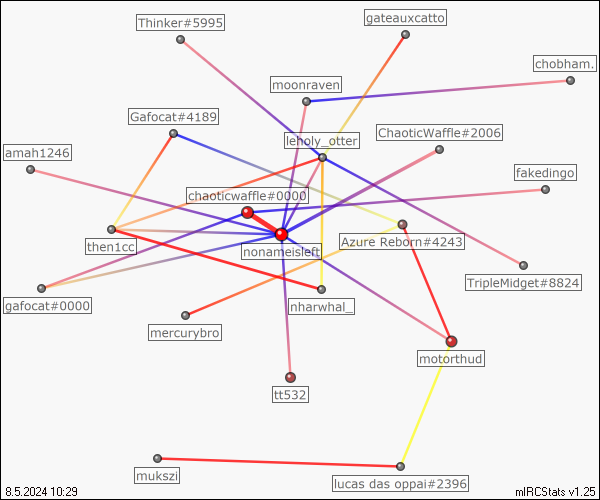 Thinker#5995
gateauxcatto
chobham.
moonraven
Gafocat#4189
ChaoticWaffle#2006
leholy_otter
amah1246
fakedingo
chaoticwaffle#0000
then1cc
Azure Reborn#4243
nonameisleft
TripleMidget#8824
gafocat#0000
nharwhal_
mercurybro
motorthud
tt532
mukszi
lucas das oppai#2396
8.5.2024 10:29
mIRCStats v1.25